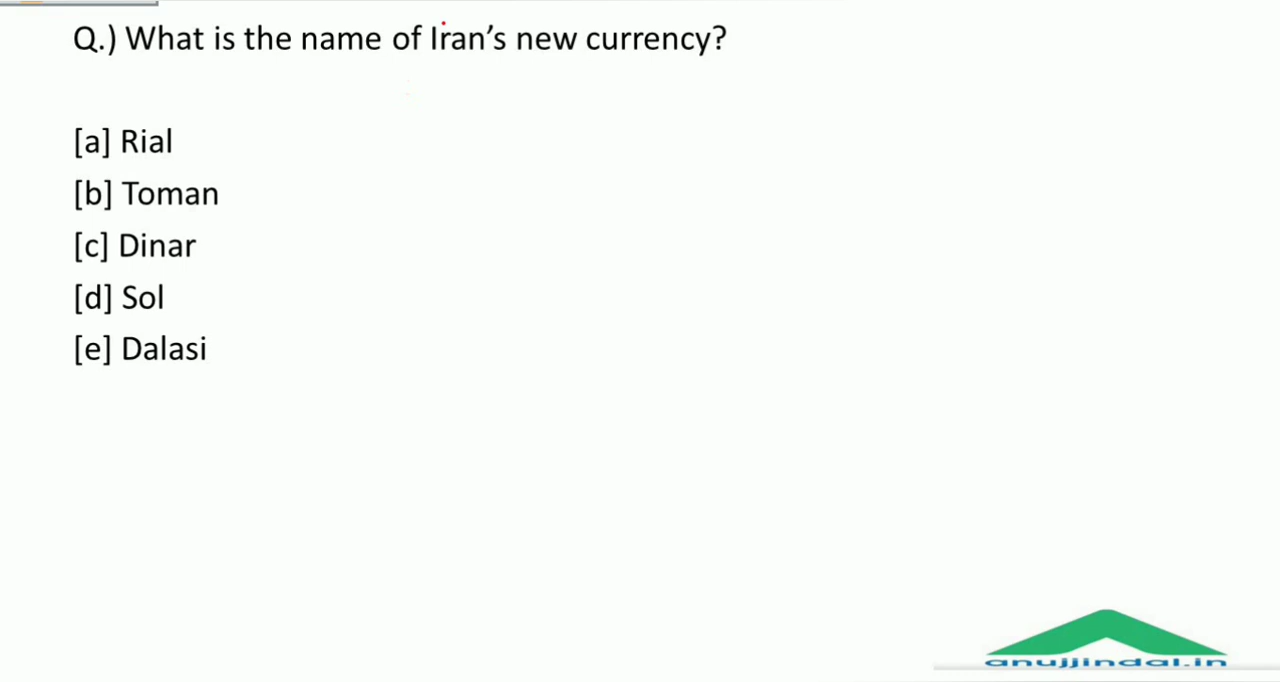 Q.) What is the name of Iran’s new currency?
[a] Rial
[b] Toman
[c] Dinar
[d] Sol
[e] Dalasi
anujjindal.in